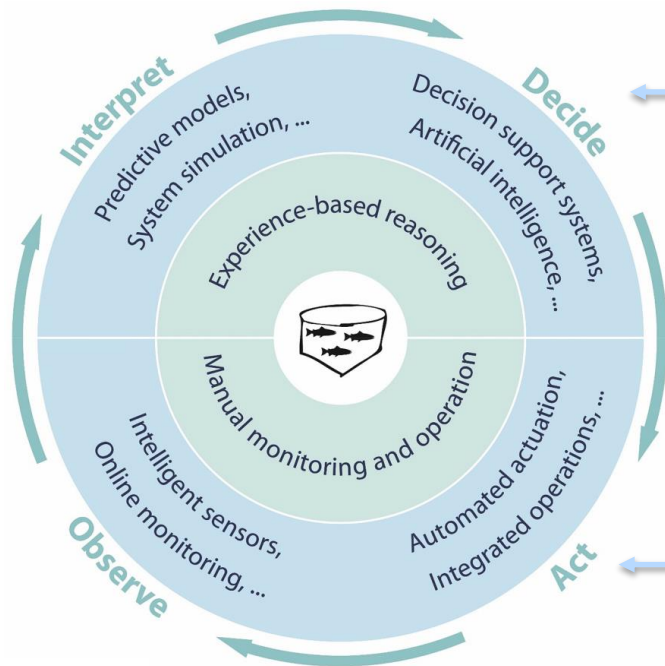 Interpret
Predictive models,
System simulation, ...
Decide
Decision support systems,
Artificial intelligence, ...
Experience-based reasoning
Manual monitoring and operation
Observe
Intelligent sensors,
Online monitoring, ...
Act
Automated actuation,
Integrated operations, ...